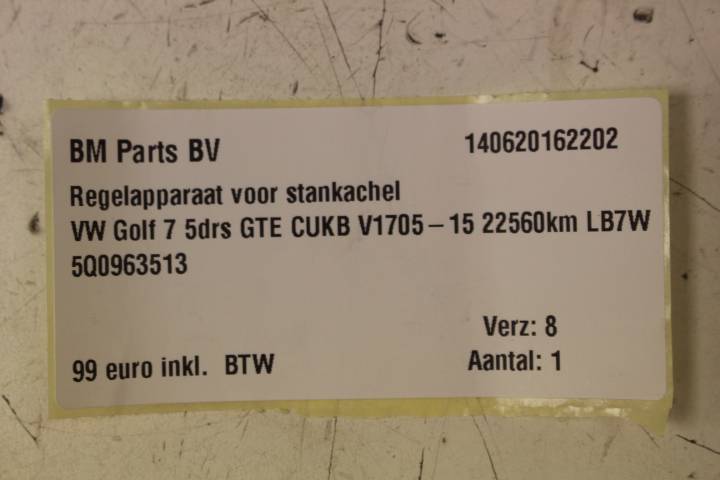 BM Parts BV 140620162202
Regelapparaat voor stankachel
VW Golf 7 5drs GTE CUKB V1705-15 22560km LB7W
5Q0963513
Verz: 8
99 euro inkl. BTW Aantal: 1